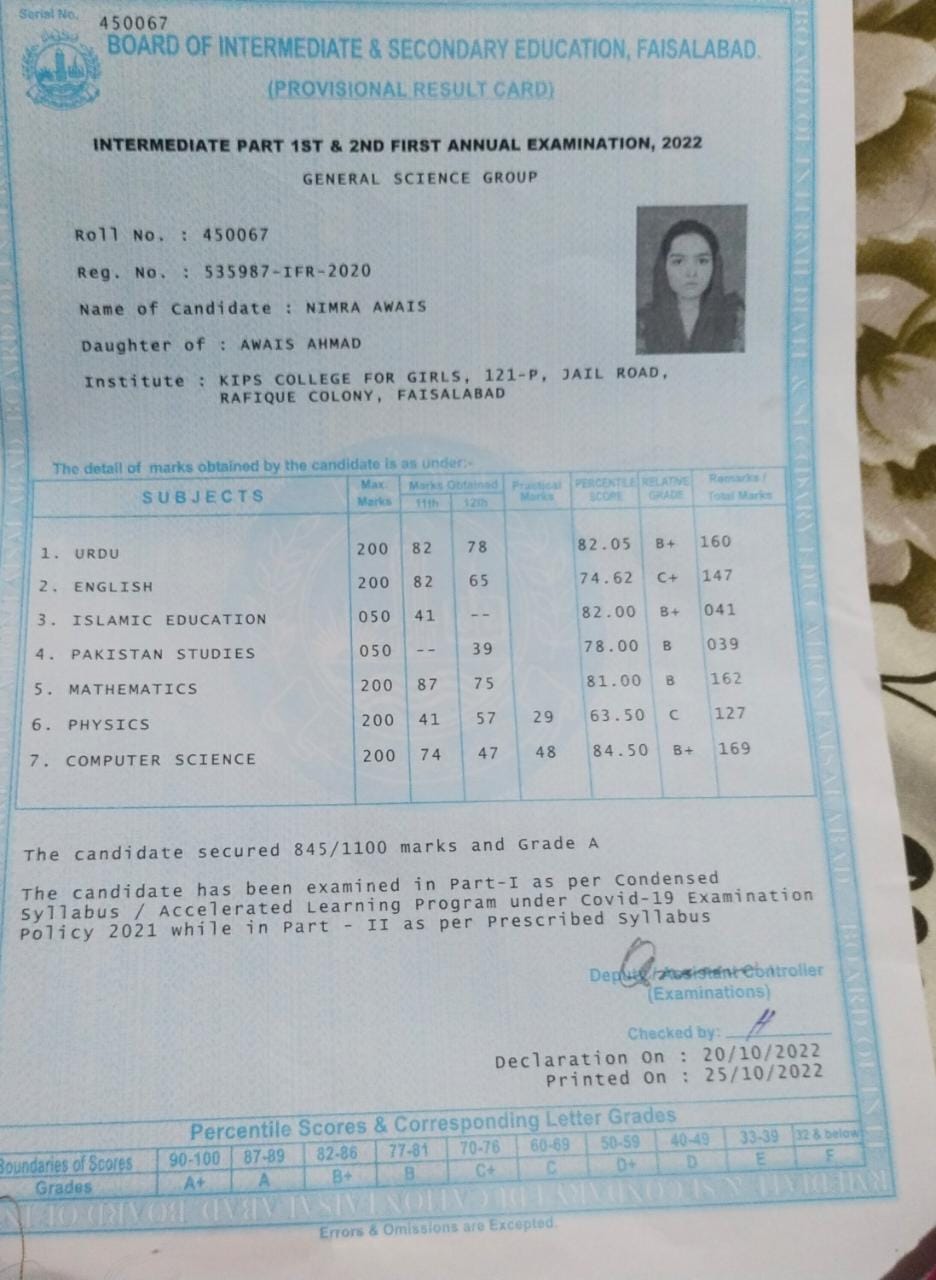 Serial No. 450067
BOARD OF INTERMEDIATE & SECONDARY EDUCATION, FAISALABAD.
(PROVISIONAL RESULT CARD)
INTERMEDIATE PART 1ST & 2ND FIRST ANNUAL EXAMINATION, 2022
GENERAL SCIENCE GROUP
Roll No. : 450067
Reg. No. : 535987-IFR-2020
Name of Candidate : NIMRA AWAIS
Daughter of : AWAIS AHMAD
Institute : KIPS COLLEGE FOR GIRLS, 121-P, JAIL ROAD,
RAFIQUE COLONY, FAISALABAD
The detail of marks obtained by the candidate is as under:-
SUBJECTS Max. Marks Marks Obtained 11th 12th Practical Marks PERCENTILE SCORE RELATIVE GRADE Remarks / Total Marks
1. URDU 200 82 78 82.05 B+ 160
2. ENGLISH 200 82 65 74.62 C+ 147
3. ISLAMIC EDUCATION 050 41 -- 82.00 B+ 041
4. PAKISTAN STUDIES 050 -- 39 78.00 B 039
5. MATHEMATICS 200 87 75 81.00 B 162
6. PHYSICS 200 41 57 29 63.50 C 127
7. COMPUTER SCIENCE 200 74 47 48 84.50 B+ 169
The candidate secured 845/1100 marks and Grade A
The candidate has been examined in Part-I as per Condensed
Syllabus / Accelerated Learning Program under Covid-19 Examination
Policy 2021 while in Part - II as per Prescribed Syllabus
Deputy/Assistant Controller
(Examinations)
Checked by:
Declaration On : 20/10/2022
Printed On : 25/10/2022
Percentile Scores & Corresponding Letter Grades
Boundaries of Scores 90-100 87-89 82-86 77-81 70-76 60-69 50-59 40-49 33-39 32 & below
Grades A+ A B+ B C+ C D+ D E F
Errors & Omissions are Excepted.